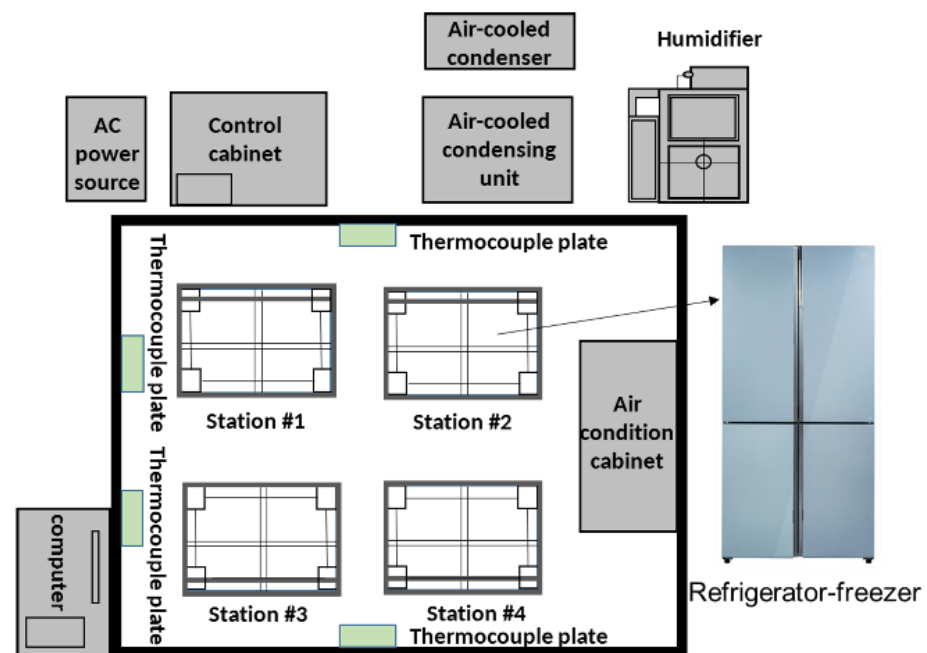 Air-cooled
condenser
Humidifier
AC
power
source
Control
cabinet
Air-cooled
condensing
unit
Thermocouple plate
Thermocouple plate
Station #1
Station #2
Air
condition
cabinet
Thermocouple plate
computer
Station #3
Station #4
Refrigerator-freezer
Thermocouple plate